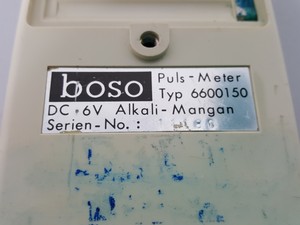 boso Puls-Meter
Typ 6600150
DC=6V Alkali-Mangan
Serien-No.: